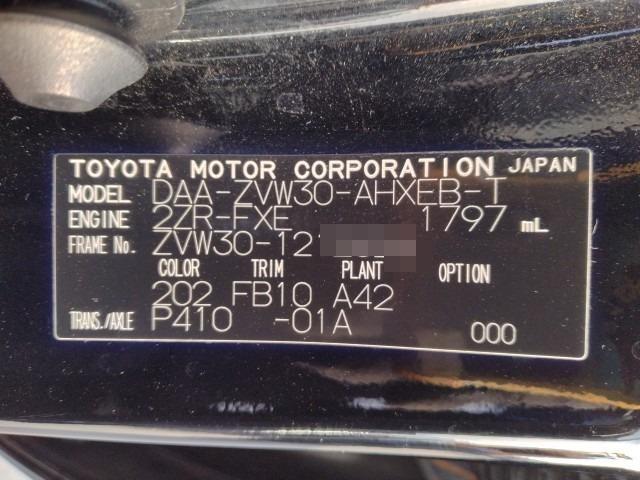 TOYOTA MOTOR CORPORATION JAPAN
MODEL DAA-ZVW30-AHXEB-T
ENGINE 2ZR-FXE 1797 mL
FRAME No. ZVW30-12
COLOR TRIM PLANT OPTION
202 FB10 A42
TRANS./AXLE P410 -01A 000